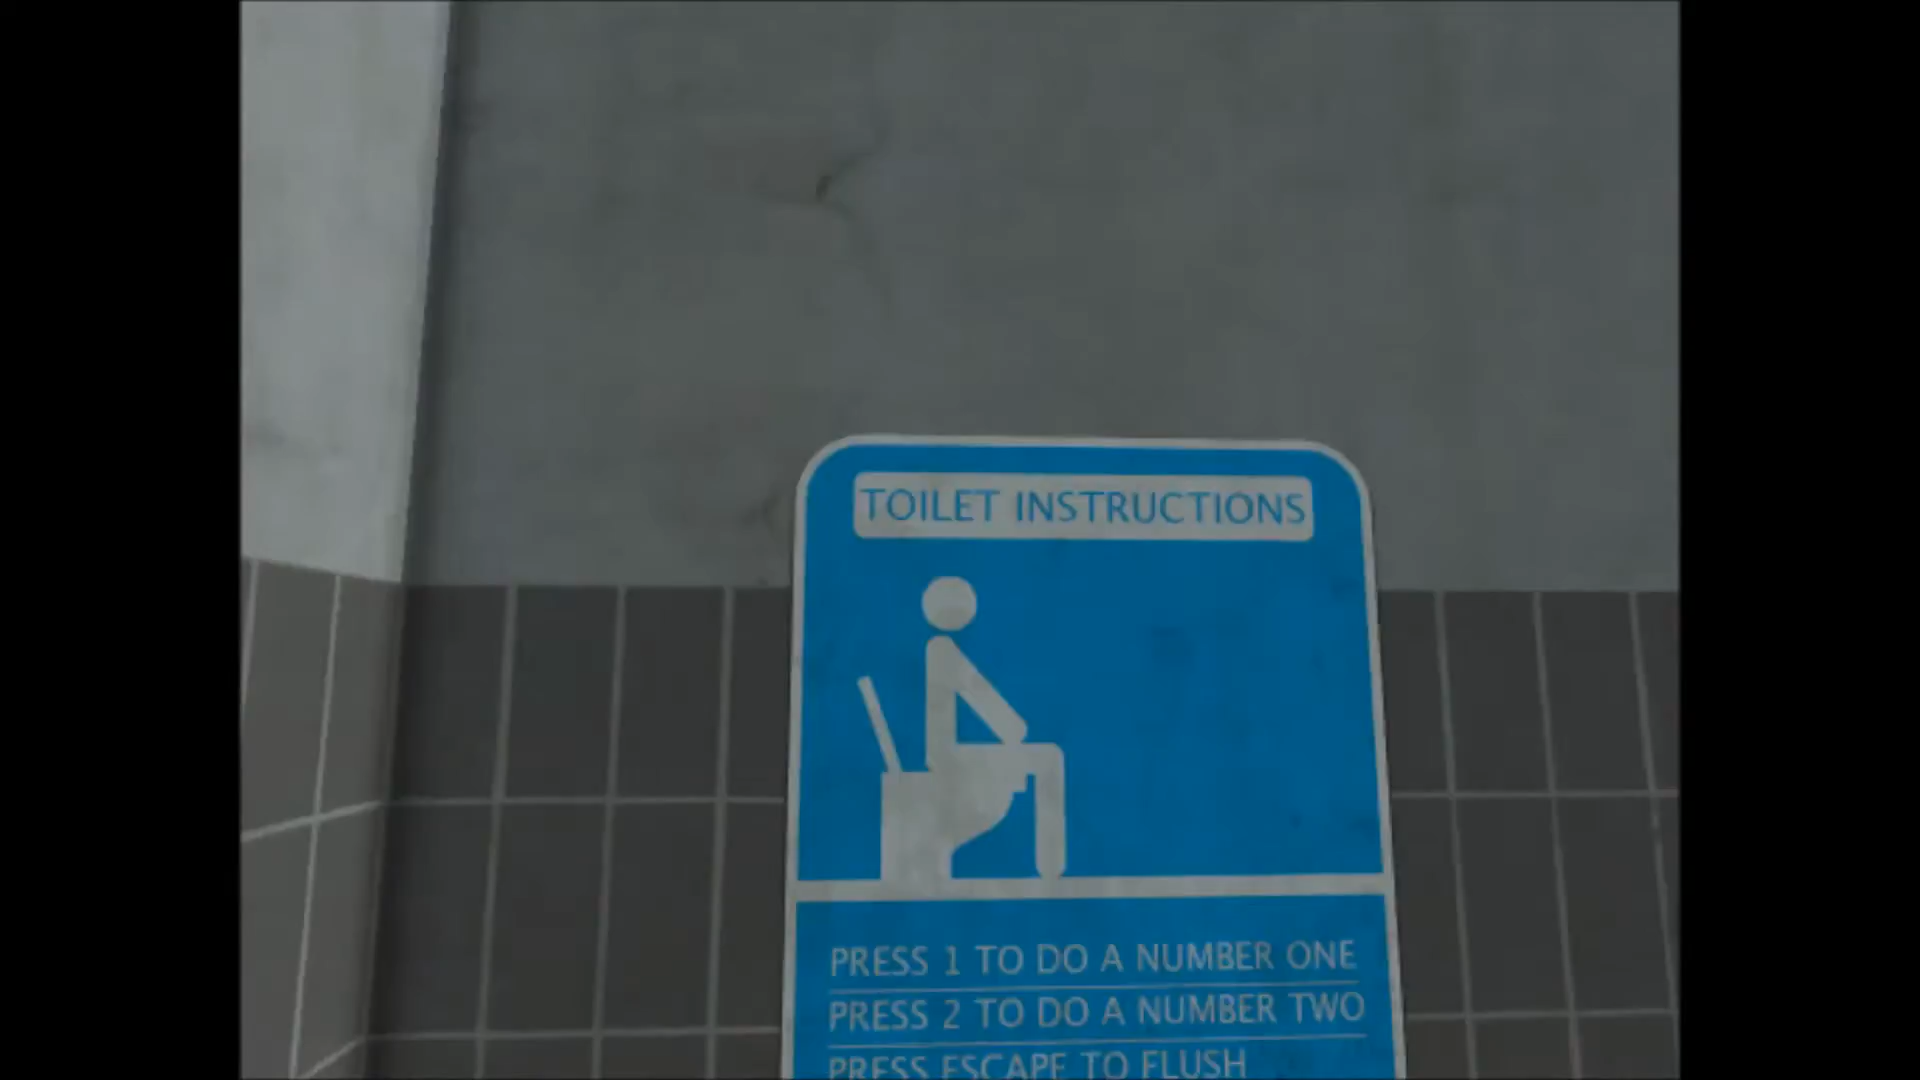 TOILET INSTRUCTIONS
PRESS 1 TO DO A NUMBER ONE
PRESS 2 TO DO A NUMBER TWO
PRESS ESCAPE TO FLUSH